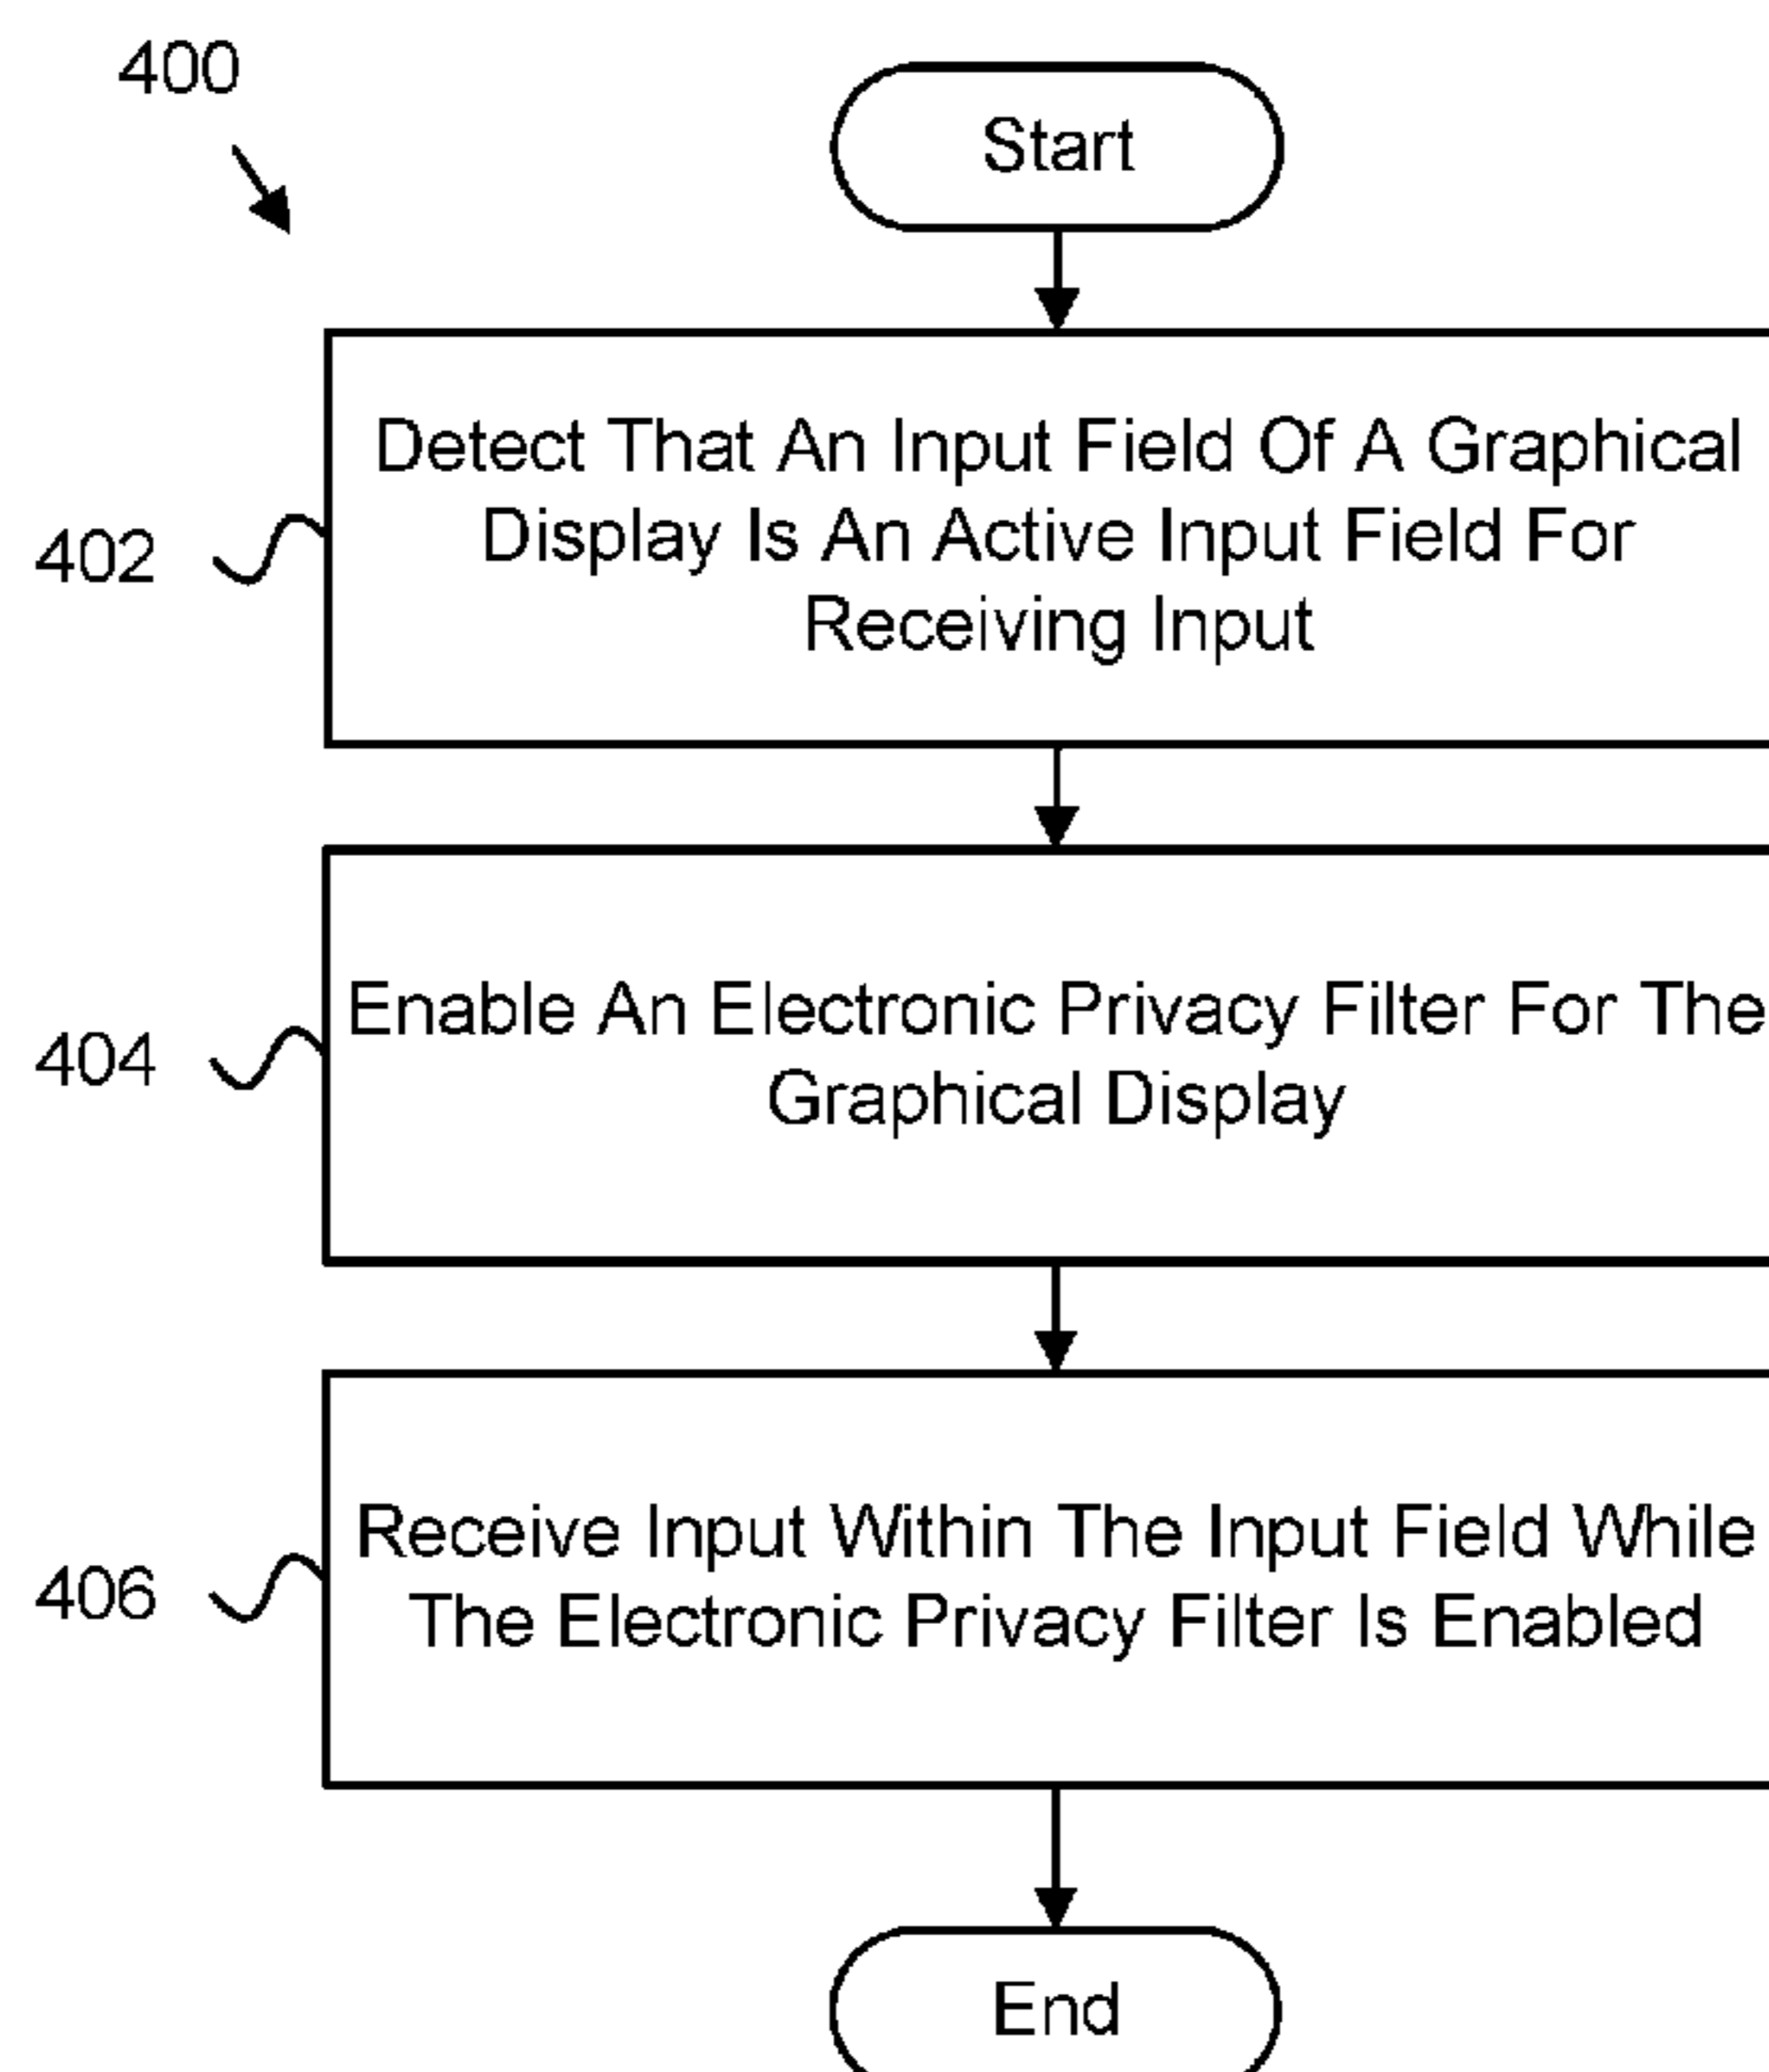 400
Start
Detect That An Input Field Of A Graphical
Display Is An Active Input Field For
Receiving Input
402
Enable An Electronic Privacy Filter For The
Graphical Display
404
Receive Input Within The Input Field While
The Electronic Privacy Filter Is Enabled
406
End